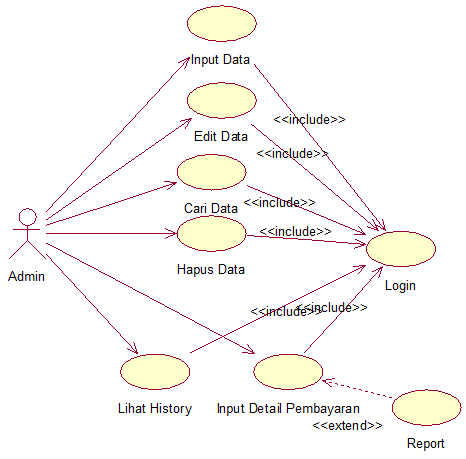 Input Data
<<include>>
Edit Data
<<include>>
Cari Data
<<include>>
<<include>>
Hapus Data
Admin
Login
<<include>>
<<include>>
Lihat History
Input Detail Pembayaran
<<extend>>
Report